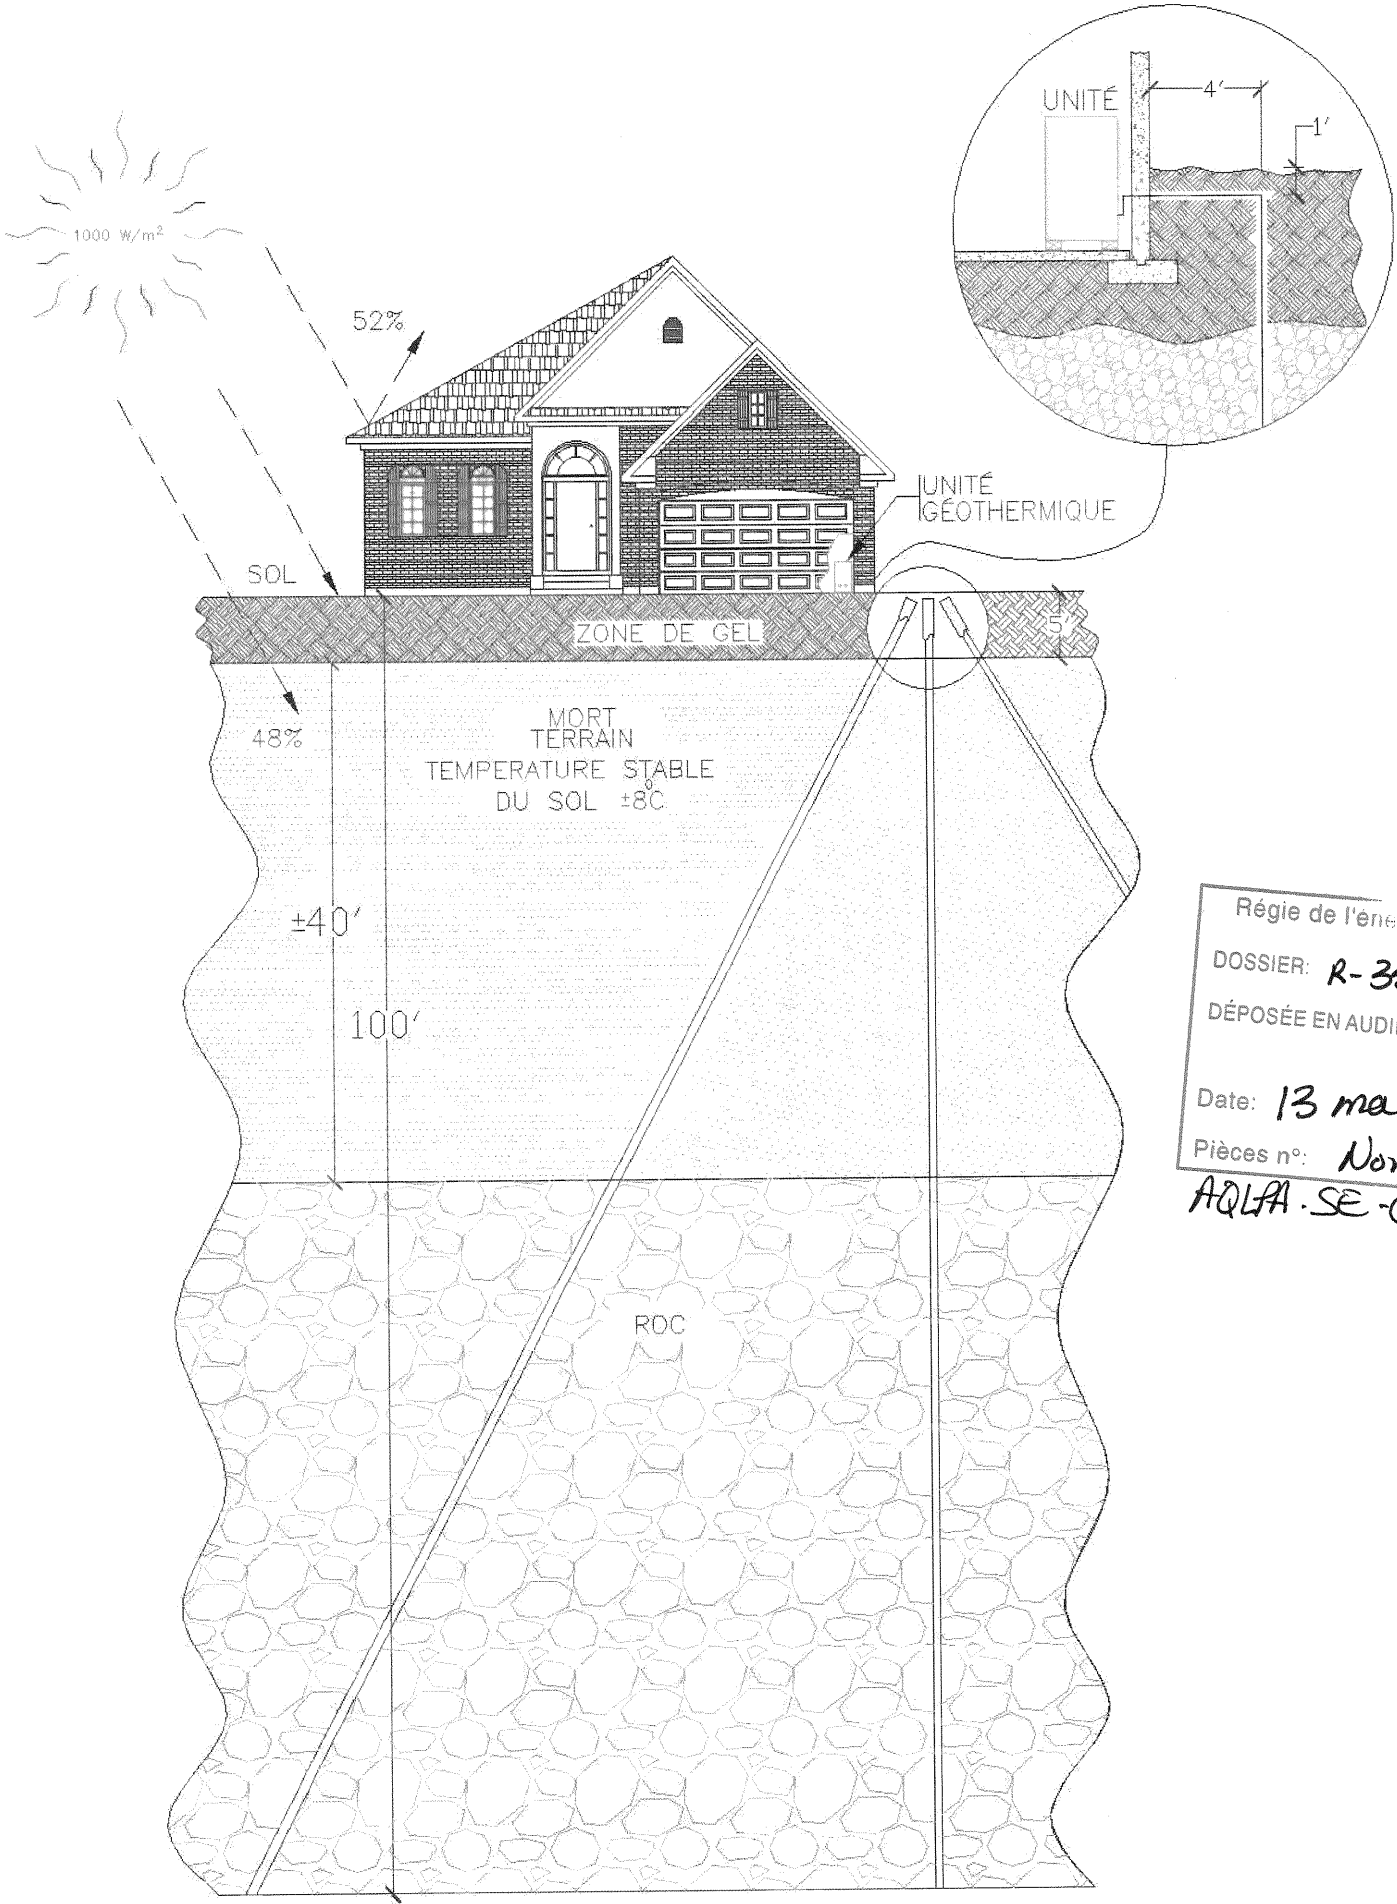 UNITÉ
4'
1'
1000 W/m²
52%
UNITÉ
GÉOTHERMIQUE
SOL
ZONE DE GEL
5'
48%
MORT
TERRAIN
TEMPERATURE STABLE
DU SOL ±8°C
±40'
100'
Régie de l'éne
DOSSIER: R-3
DÉPOSÉE EN AUDI
Date: 13 ma
Pièces n°: Non
AQLPA-SE-
ROC